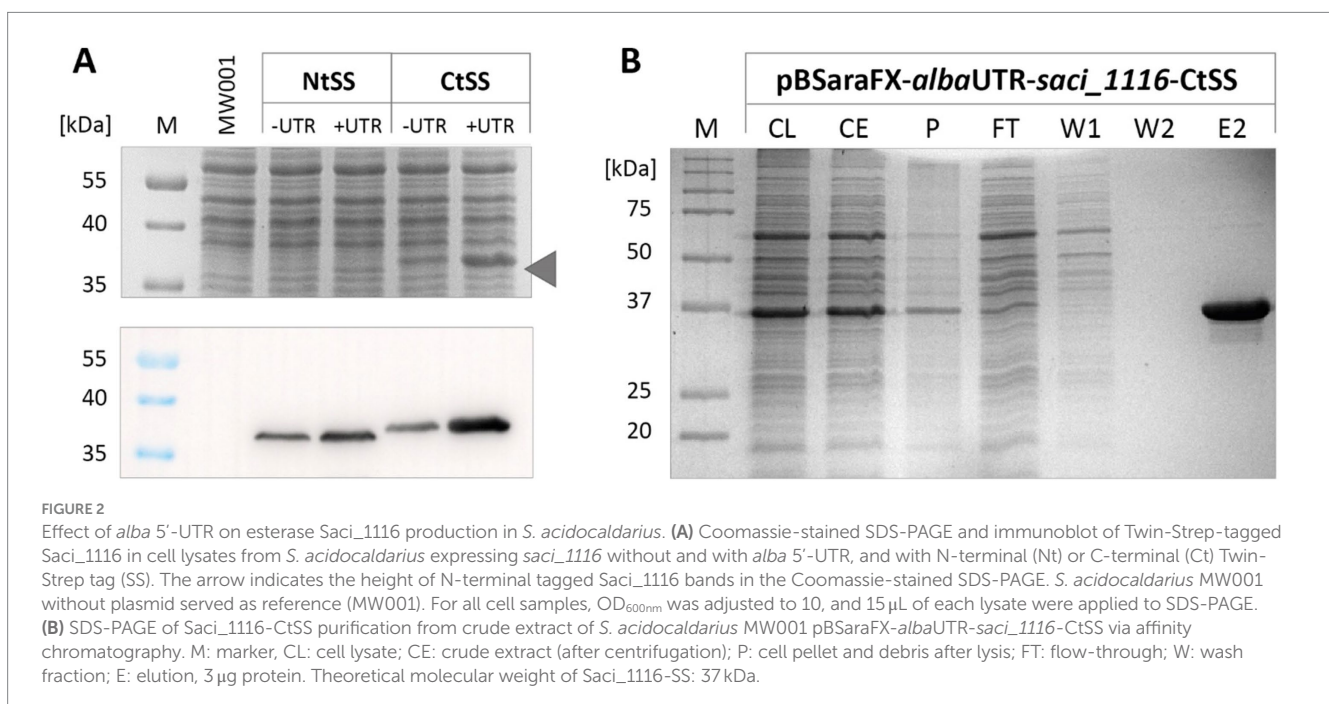 A
B
MW001
NtSS
CtSS
pBSaraFX-albaUTR-saci_1116-CtSS
[kDa]
M
-UTR
+UTR
-UTR
+UTR
M
CL
CE
P
FT
W1
W2
E2
[kDa]
55
40
35
75
50
37
25
20
55
40
35
FIGURE 2
Effect of alba 5′-UTR on esterase Saci_1116 production in S. acidocaldarius. (A) Coomassie-stained SDS-PAGE and immunoblot of Twin-Strep-tagged
Saci_1116 in cell lysates from S. acidocaldarius expressing saci_1116 without and with alba 5′-UTR, and with N-terminal (Nt) or C-terminal (Ct) Twin-
Strep tag (SS). The arrow indicates the height of N-terminal tagged Saci_1116 bands in the Coomassie-stained SDS-PAGE. S. acidocaldarius MW001
without plasmid served as reference (MW001). For all cell samples, OD600nm was adjusted to 10, and 15 μL of each lysate were applied to SDS-PAGE.
(B) SDS-PAGE of Saci_1116-CtSS purification from crude extract of S. acidocaldarius MW001 pBSaraFX-albaUTR-saci_1116-CtSS via affinity
chromatography. M: marker, CL: cell lysate; CE: crude extract (after centrifugation); P: cell pellet and debris after lysis; FT: flow-through; W: wash
fraction; E: elution, 3 μg protein. Theoretical molecular weight of Saci_1116-SS: 37 kDa.